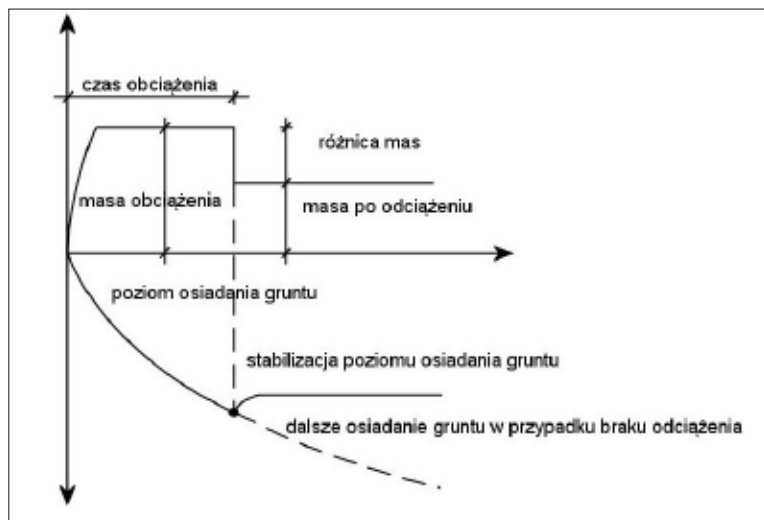 czas obciążenia
różnica mas
masa obciążenia
masa po odciążeniu
poziom osiadania gruntu
stabilizacja poziomu osiadania gruntu
dalsze osiadanie gruntu w przypadku braku odciążenia